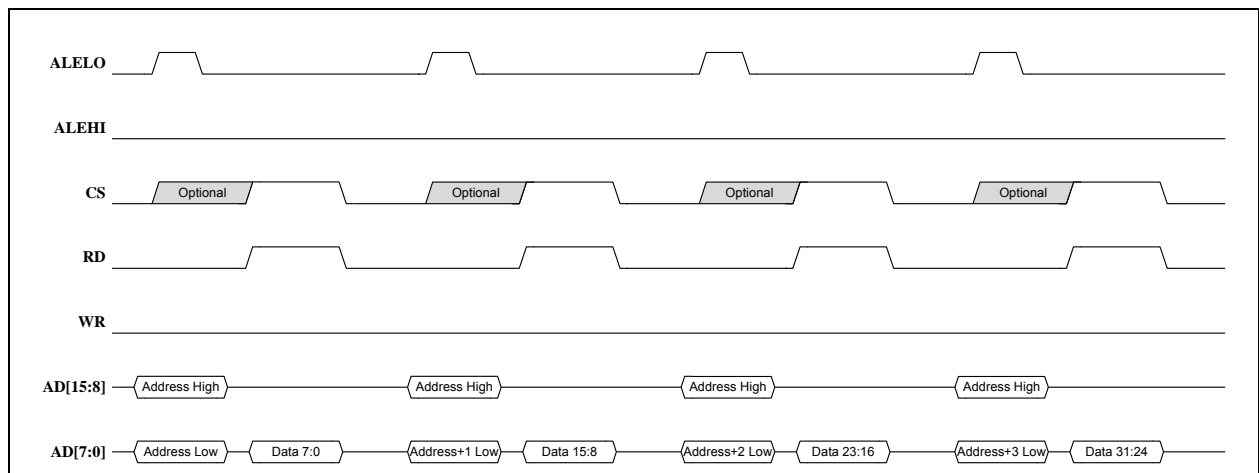 ALELO
ALEHI
CS Optional Optional Optional Optional
RD
WR
AD[15:8] Address High Address High Address High Address High
AD[7:0] Address Low Data 7:0 Address+1 Low Data 15:8 Address+2 Low Data 23:16 Address+3 Low Data 31:24